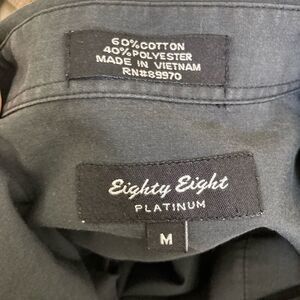 60%COTTON
40%POLYESTER
MADE IN VIETNAM
RN#89970
Eighty Eight
PLATINUM
M